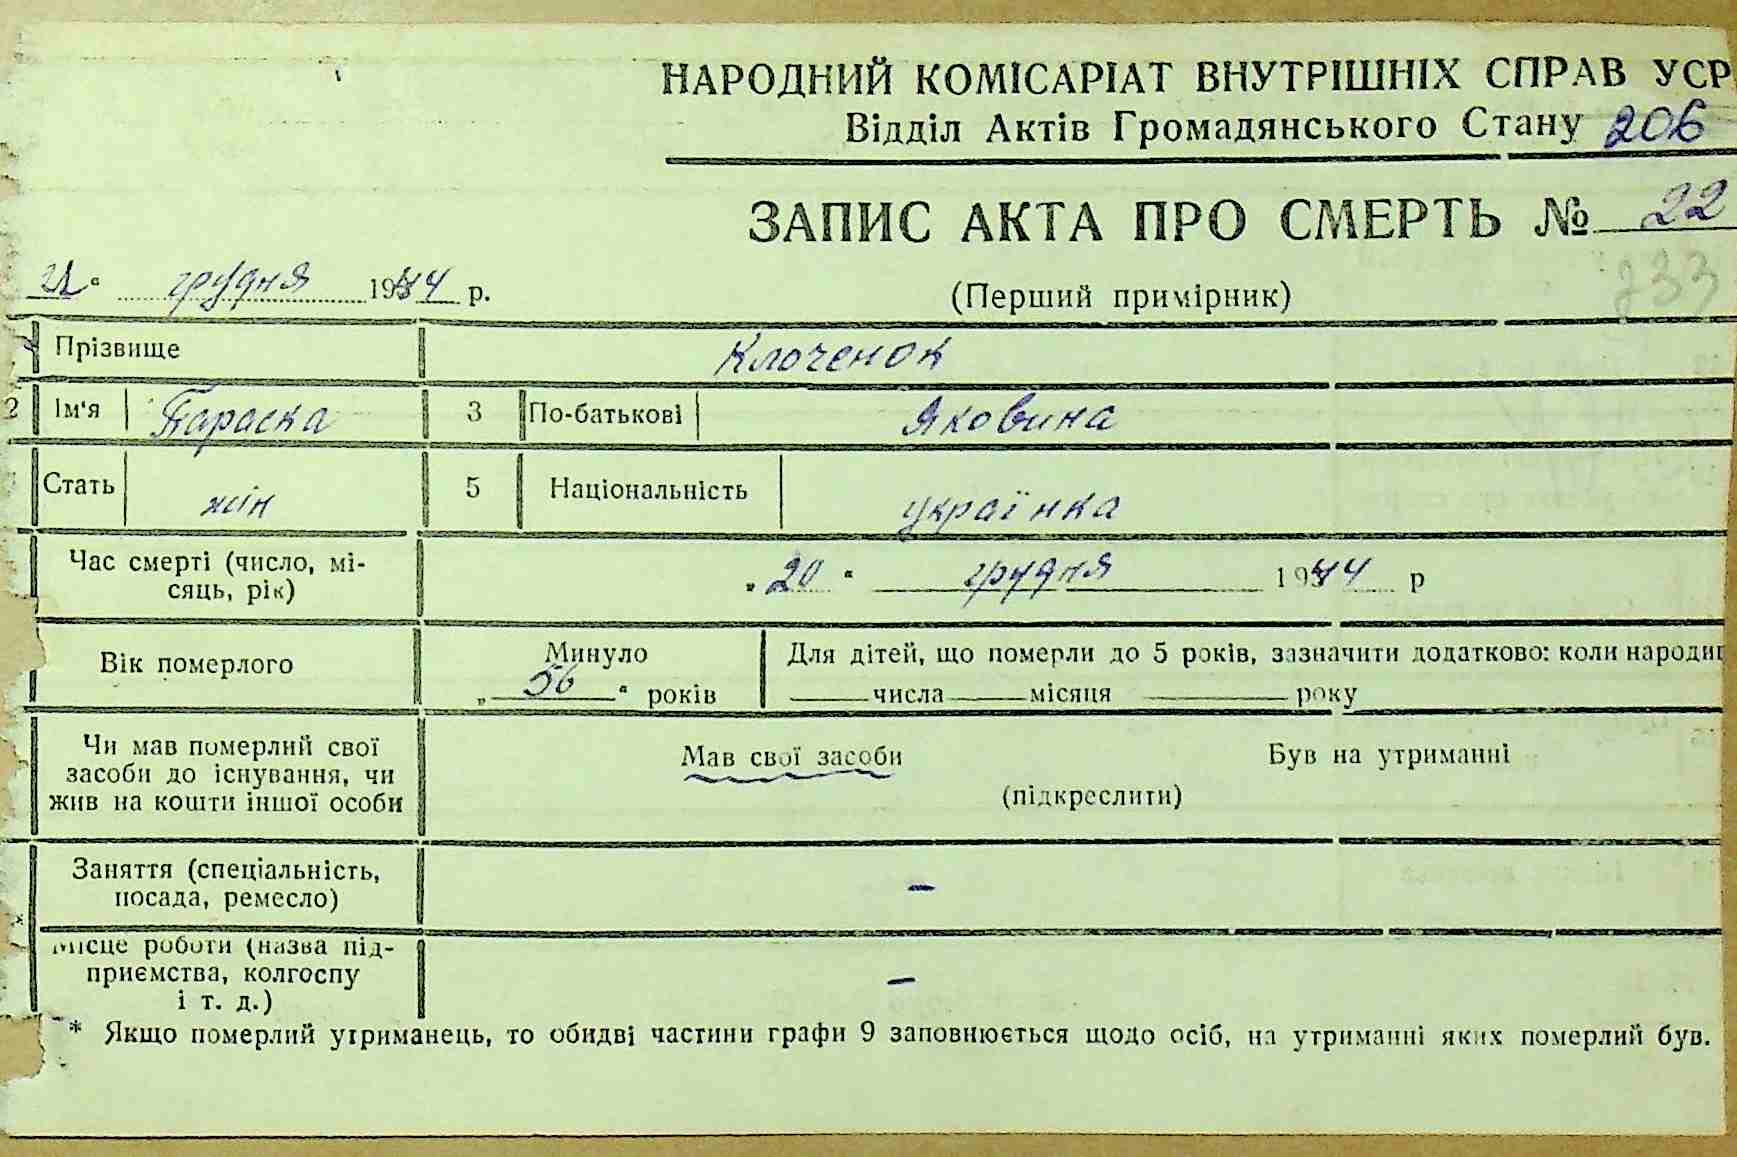 НАРОДНИЙ КОМІСАРІАТ ВНУТРІШНІХ СПРАВ УСР
Відділ Актів Громадянського Стану 206
ЗАПИС АКТА ПРО СМЕРТЬ № 22
грудня 1944 р.
(Перший примірник)
233
Прізвище Клоченок
2 Ім'я Параска 3 По-батькові Яковина
Стать жін 5 Національність українка
Час смерті (число, мі-
сяць, рік)
„20“ грудня 1944 р
Вік померлого
Минуло
„56“ років
Для дітей, що померли до 5 років, зазначити додатково: коли народи
числа місяця року
Чи мав померлий свої
засоби до існування, чи
жив на кошти іншої особи
Мав свої засоби Був на утриманні
(підкреслити)
Заняття (спеціальність,
посада, ремесло)
–
Місце роботи (назва під-
приємства, колгоспу
і т. д.)
–
* Якщо померлий утриманець, то обидві частини графи 9 заповнюється щодо осіб, на утриманні яких померлий був.